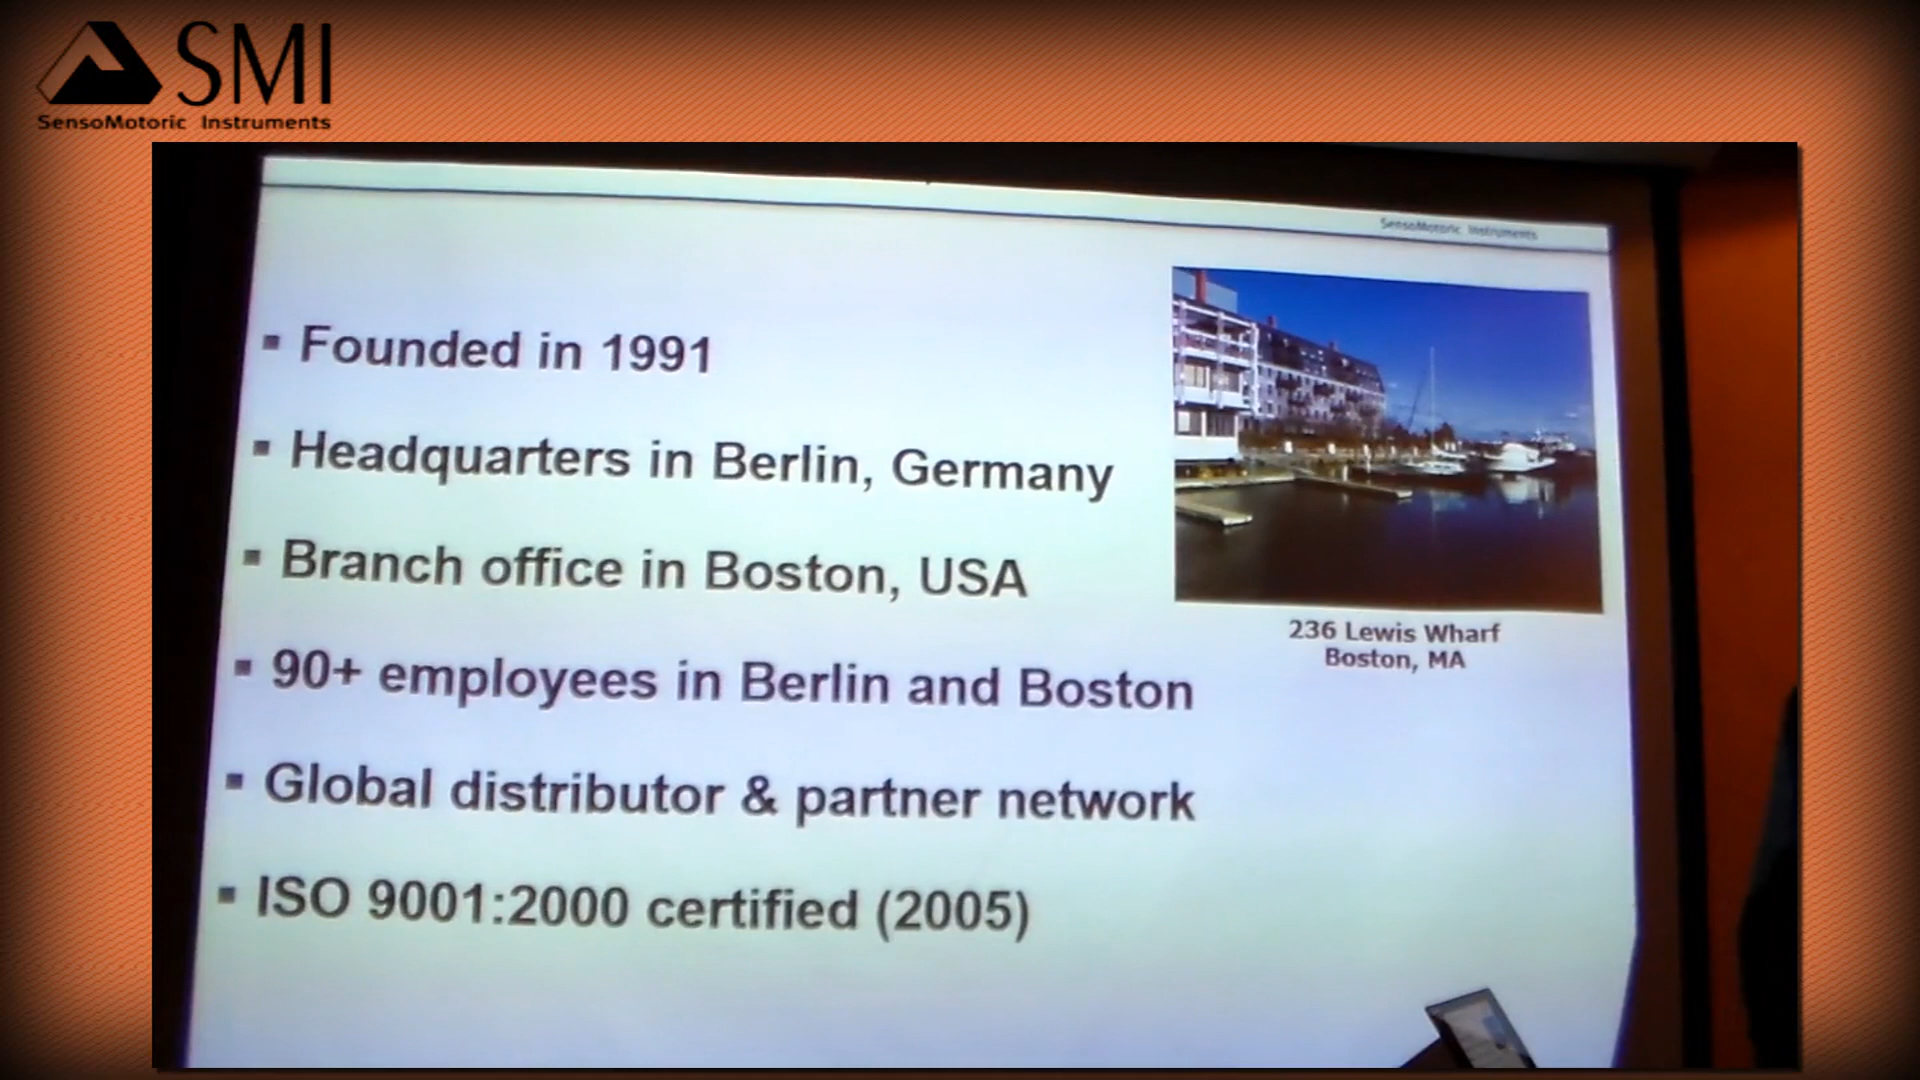 SMI
SensoMotoric Instruments
SensoMotoric Instruments
▪ Founded in 1991
▪ Headquarters in Berlin, Germany
▪ Branch office in Boston, USA
▪ 90+ employees in Berlin and Boston
▪ Global distributor & partner network
▪ ISO 9001:2000 certified (2005)
236 Lewis Wharf
Boston, MA